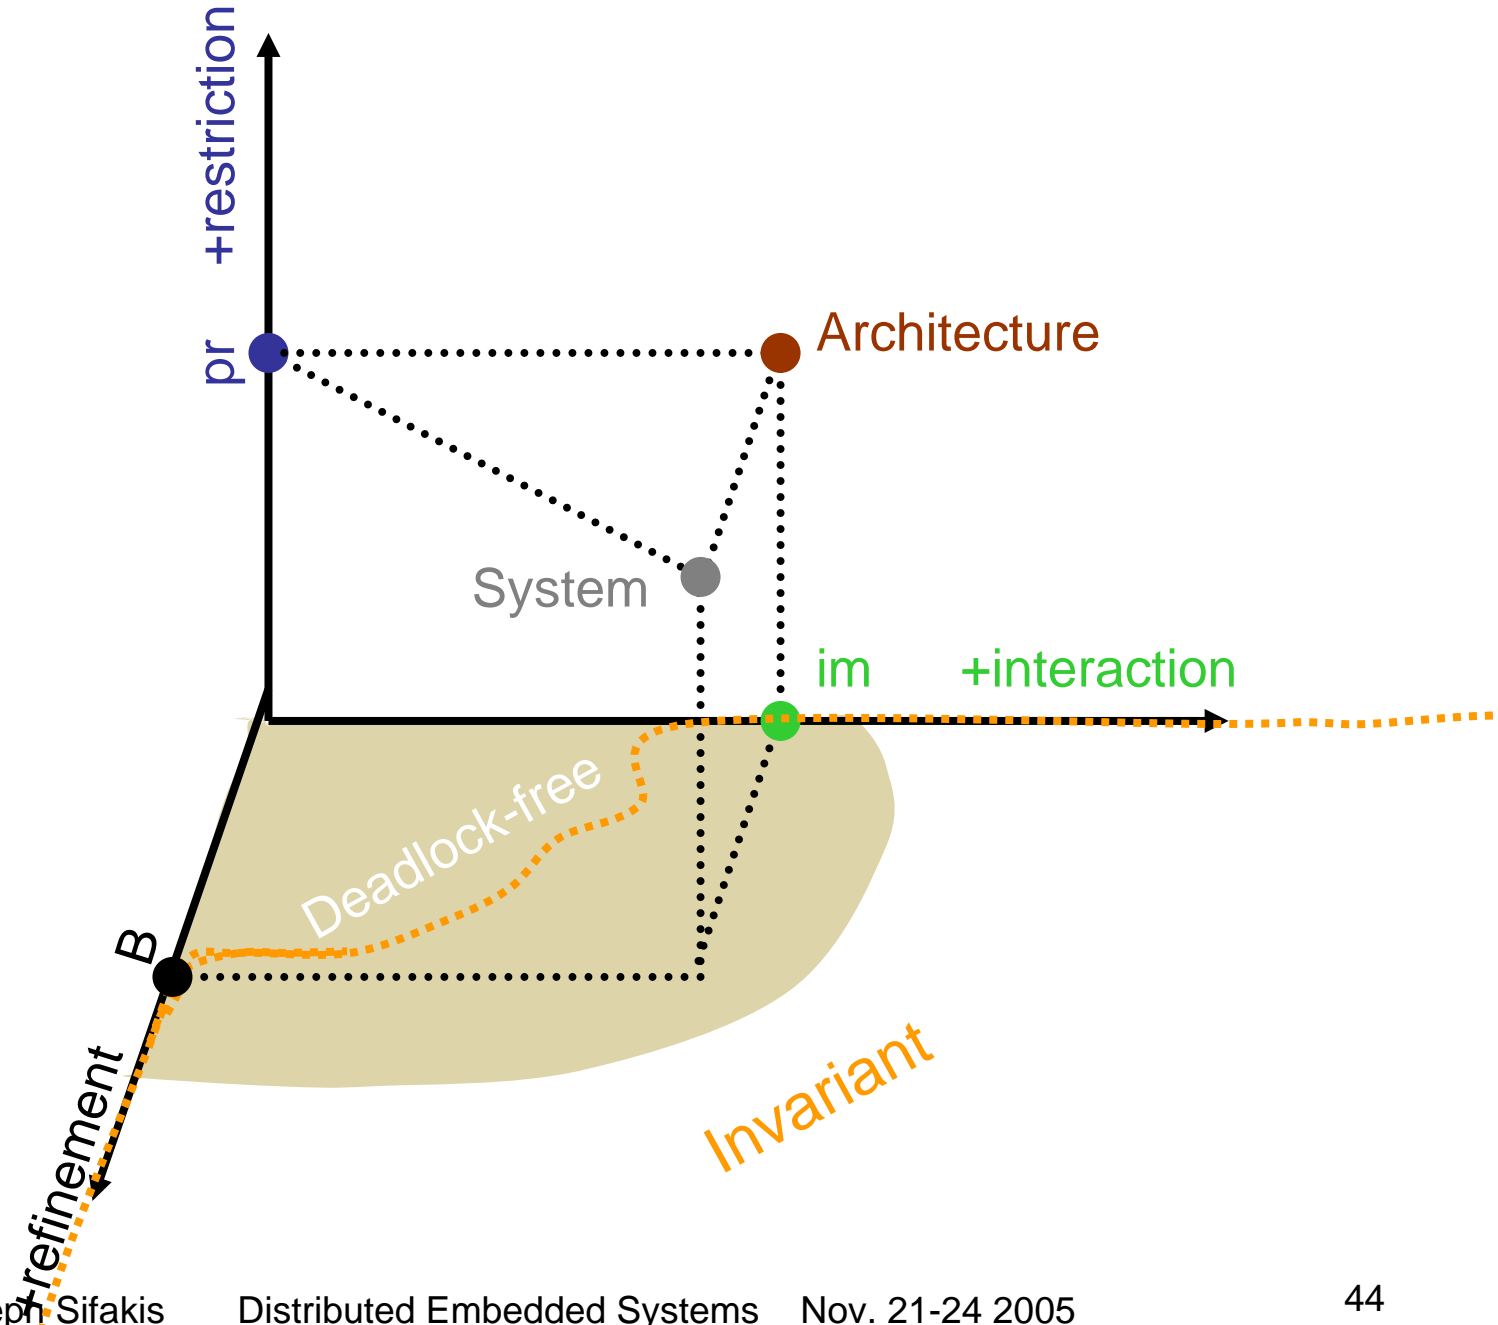 +restriction
pr
Architecture
System
im +interaction
Deadlock-free
B
Invariant
+refinement
Sifakis Distributed Embedded Systems Nov. 21-24 2005
44